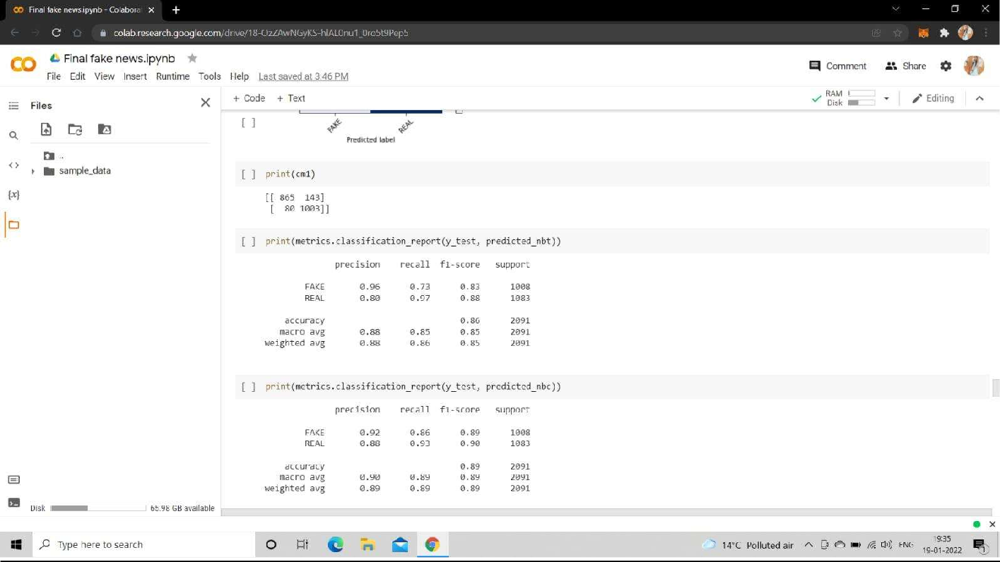 Final fake news.ipynb - Colaborat
colab.research.google.com/drive/18-OzZAwNGyKS-hlAL0nu1_0ro5t9Pep5
Final fake news.ipynb
File Edit View Insert Runtime Tools Help Last saved at 3:46 PM
Comment Share
Files
+ Code + Text
RAM
Disk
Editing
..
sample_data
[ ]
FAKE REAL
Predicted label
[ ] print(cm1)
[[ 865 143]
[ 80 1003]]
[ ] print(metrics.classification_report(y_test, predicted_nbt))
precision recall f1-score support
FAKE 0.96 0.73 0.83 1008
REAL 0.80 0.97 0.88 1083
accuracy 0.86 2091
macro avg 0.88 0.85 0.85 2091
weighted avg 0.88 0.86 0.85 2091
[ ] print(metrics.classification_report(y_test, predicted_nbc))
precision recall f1-score support
FAKE 0.92 0.86 0.89 1008
REAL 0.88 0.93 0.90 1083
accuracy 0.89 2091
macro avg 0.90 0.89 0.89 2091
weighted avg 0.89 0.89 0.89 2091
Disk 65.98 GB available
Type here to search
14°C Polluted air
ENG
19:35
19-01-2022
1